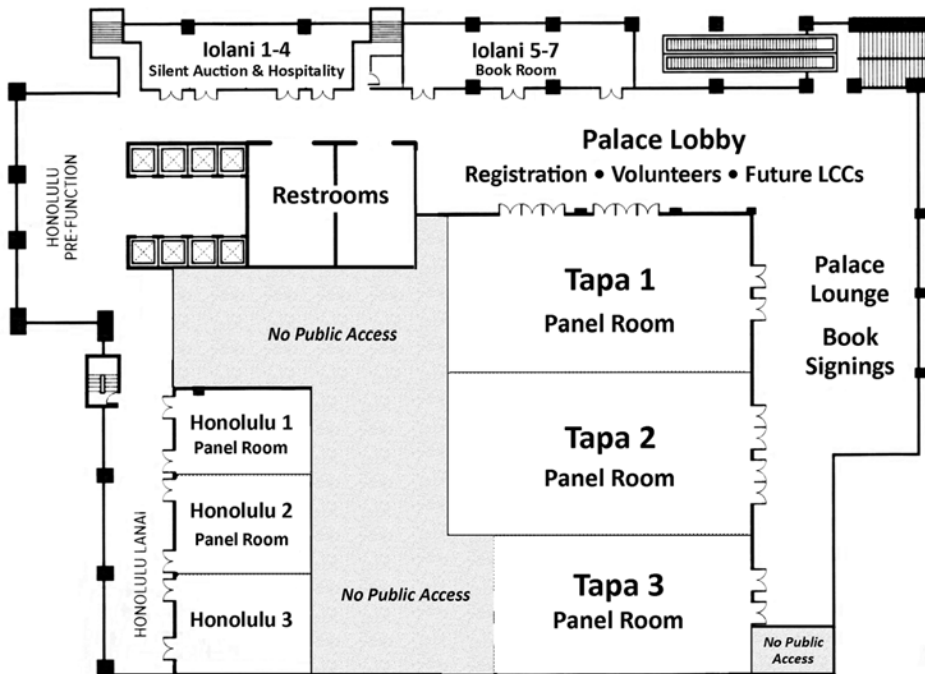 Iolani 1-4
Silent Auction & Hospitality
Iolani 5-7
Book Room
Palace Lobby
Registration • Volunteers • Future LCCs
HONOLULU
PRE-FUNCTION
Restrooms
Tapa 1
Panel Room
Palace
Lounge
Book
Signings
No Public Access
Honolulu 1
Panel Room
Tapa 2
Panel Room
Honolulu 2
Panel Room
HONOLULU LANAI
Honolulu 3
No Public Access
Tapa 3
Panel Room
No Public
Access